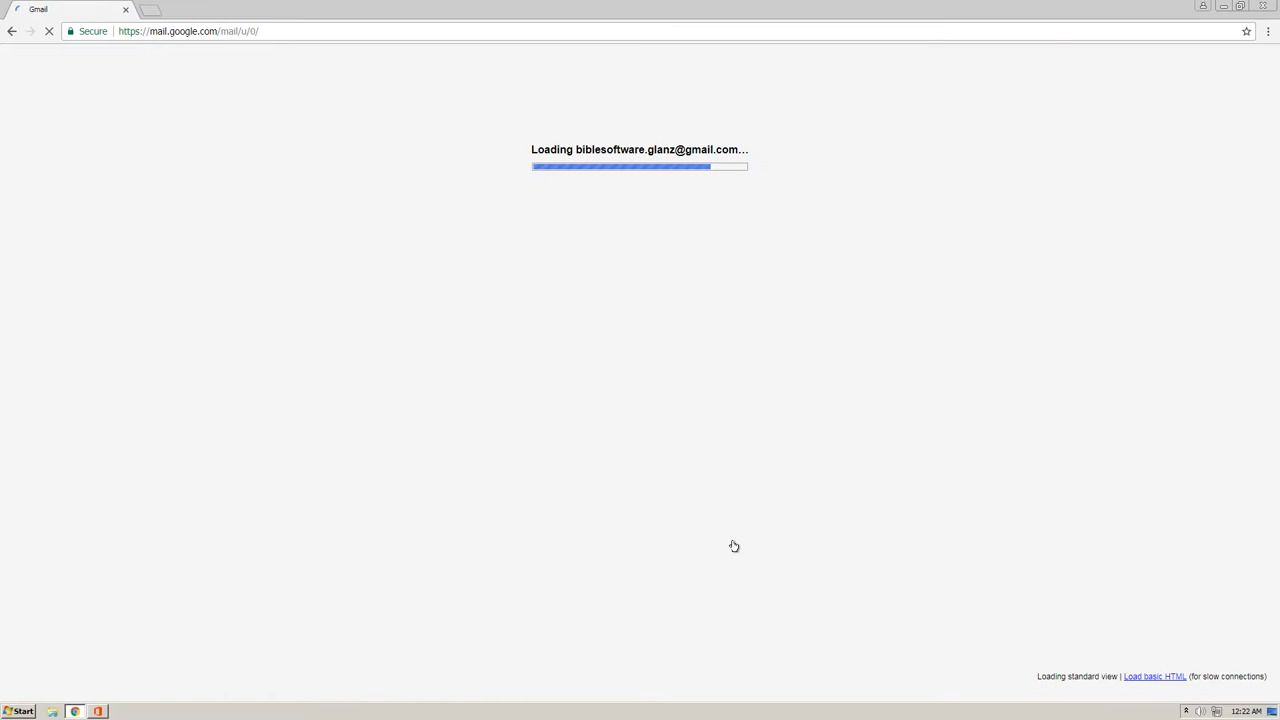 Gmail
Secure
https://mail.google.com/mail/u/0/
Loading biblesoftware.glanz@gmail.com...
Loading standard view | Load basic HTML (for slow connections)
Start
12:22 AM